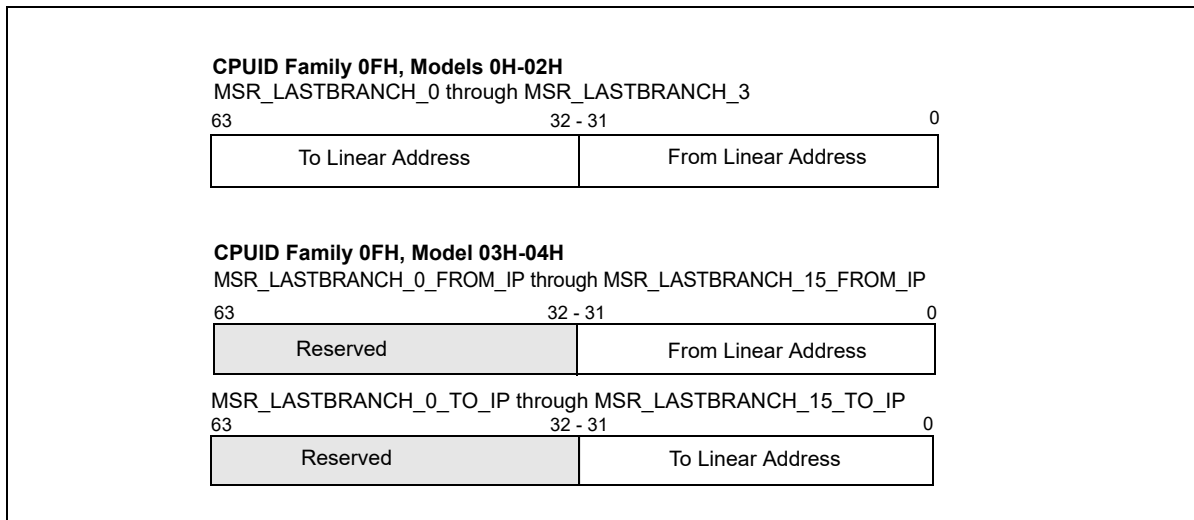 CPUID Family 0FH, Models 0H-02H
MSR_LASTBRANCH_0 through MSR_LASTBRANCH_3
63 32 - 31 0
To Linear Address From Linear Address
CPUID Family 0FH, Model 03H-04H
MSR_LASTBRANCH_0_FROM_IP through MSR_LASTBRANCH_15_FROM_IP
63 32 - 31 0
Reserved From Linear Address
MSR_LASTBRANCH_0_TO_IP through MSR_LASTBRANCH_15_TO_IP
63 32 - 31 0
Reserved To Linear Address